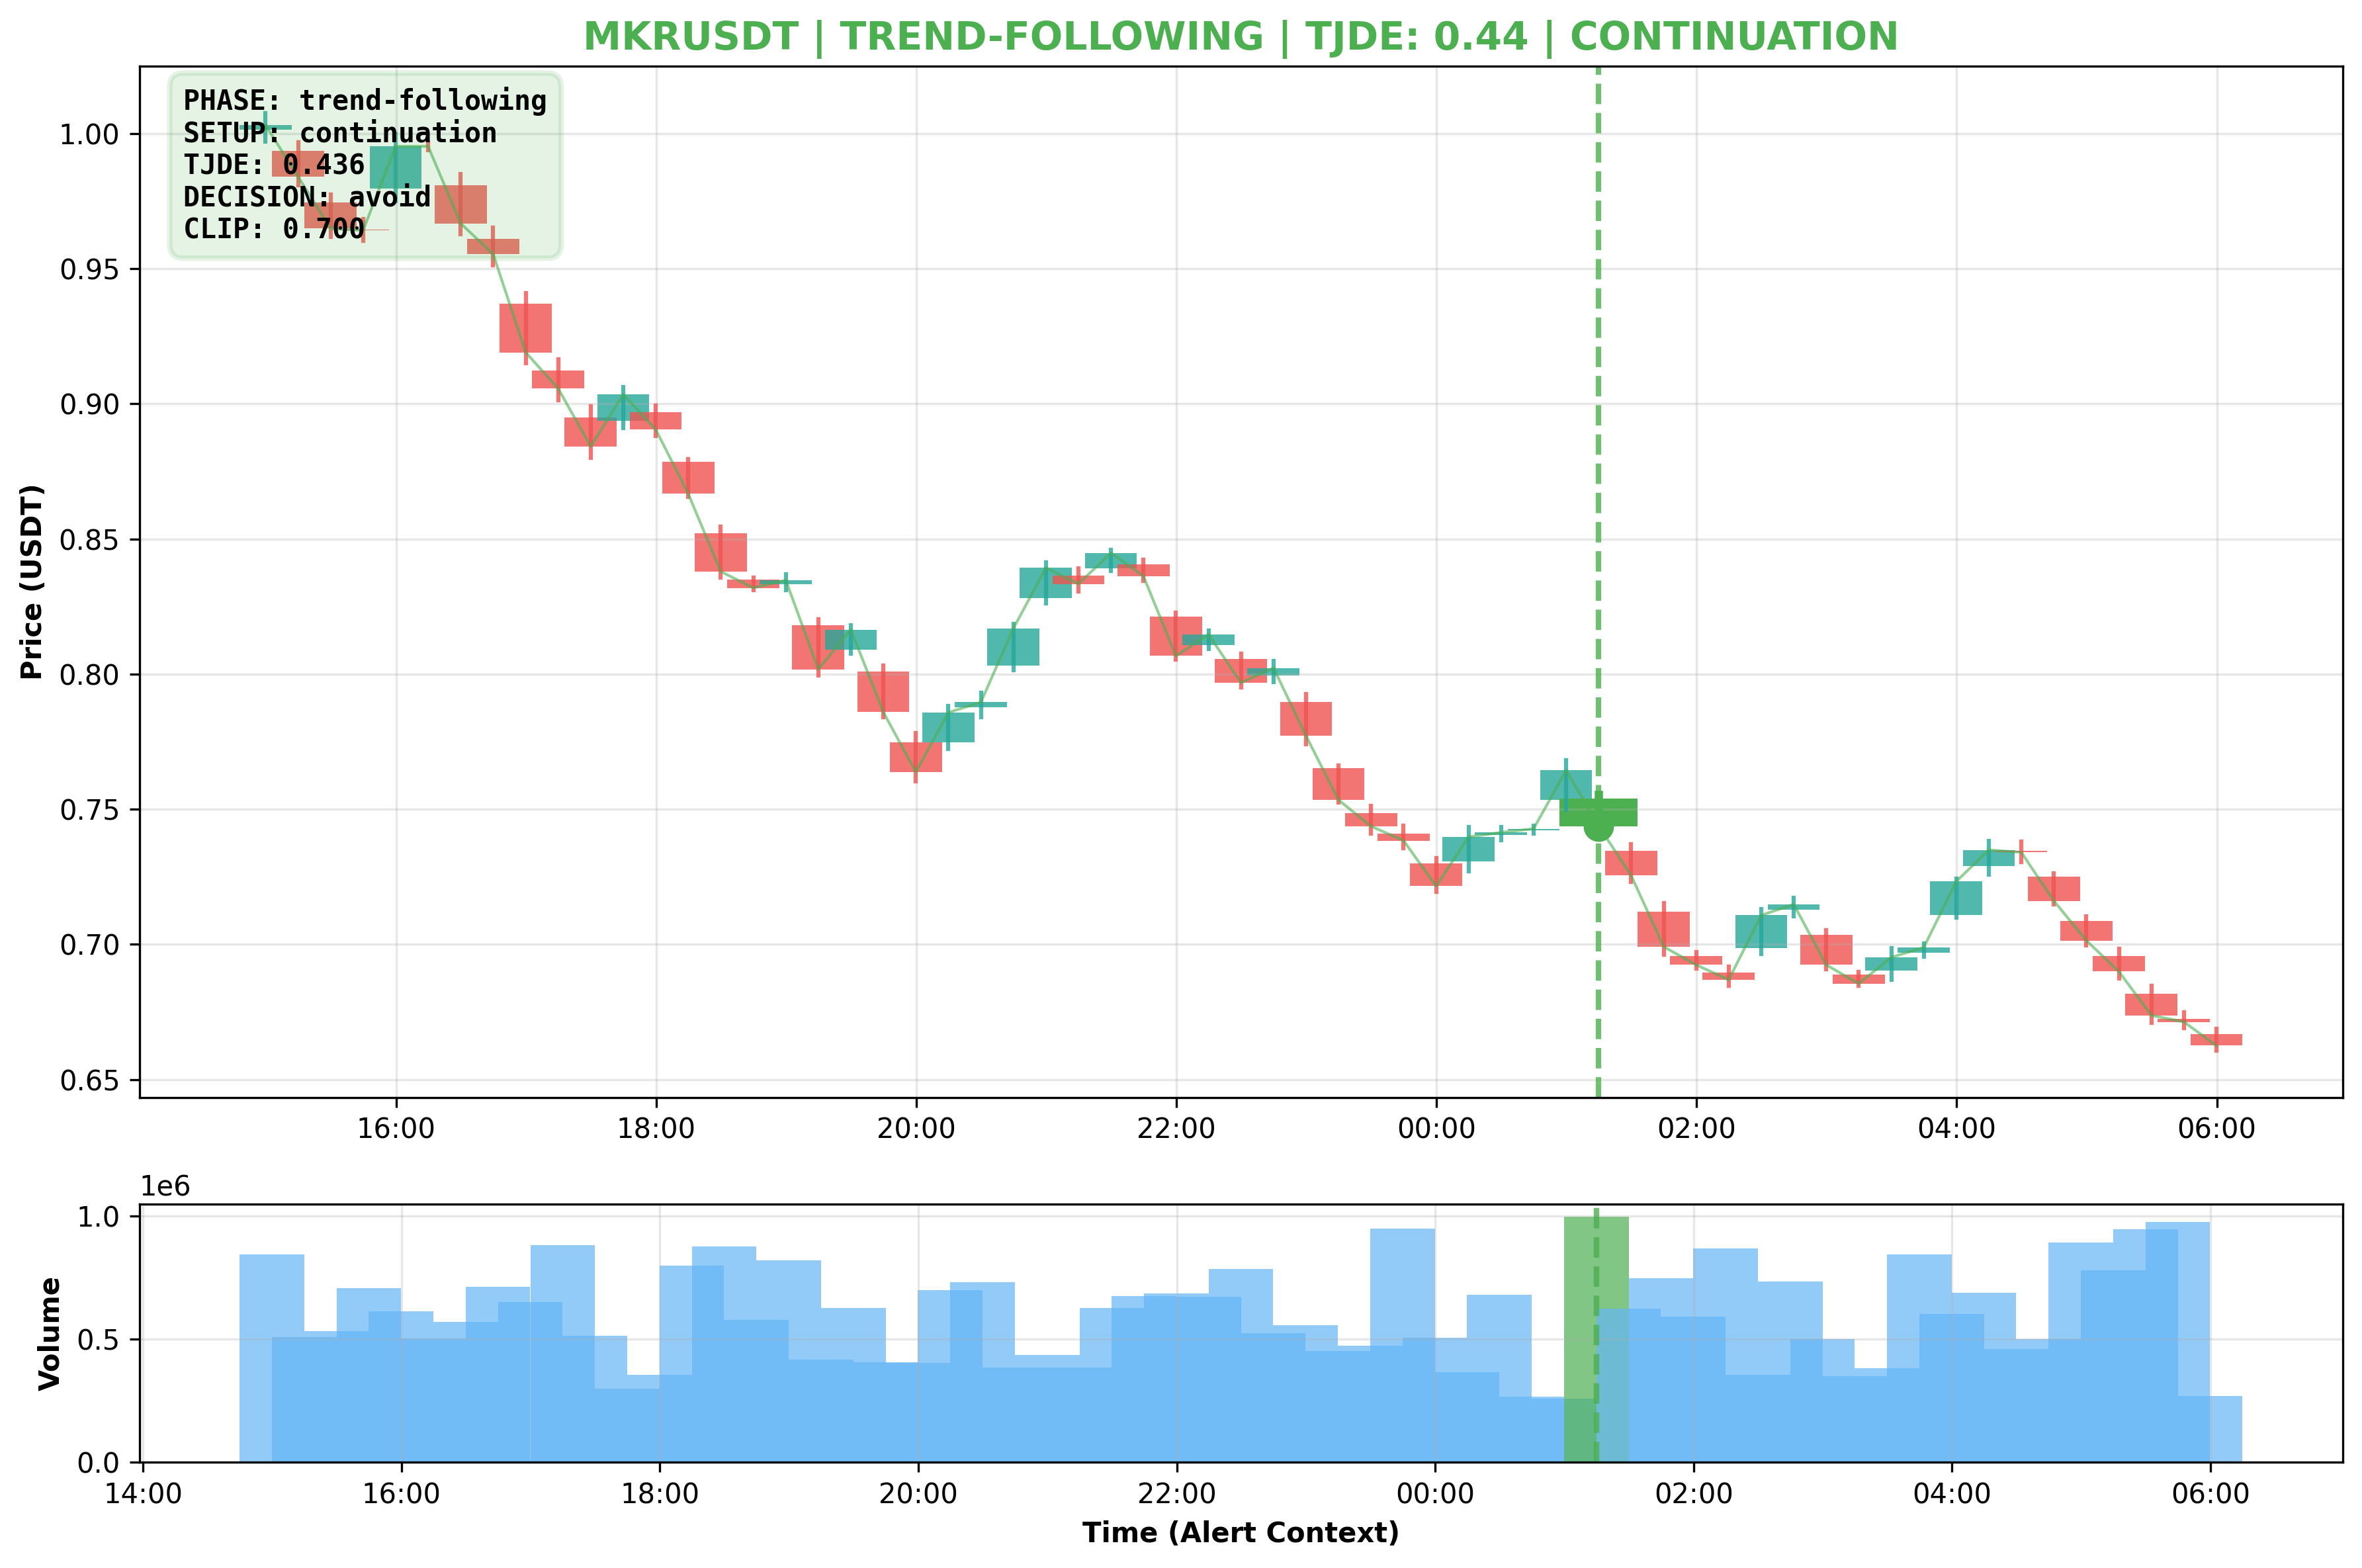 MKRUSDT | TREND-FOLLOWING | TJDE: 0.44 | CONTINUATION
PHASE: trend-following
SETUP: continuation
TJDE: 0.436
DECISION: avoid
CLIP: 0.700
Price (USDT)
1.00
0.95
0.90
0.85
0.80
0.75
0.70
0.65
16:00 18:00 20:00 22:00 00:00 02:00 04:00 06:00
1e6
Volume
1.0
0.5
0.0
14:00 16:00 18:00 20:00 22:00 00:00 02:00 04:00 06:00
Time (Alert Context)